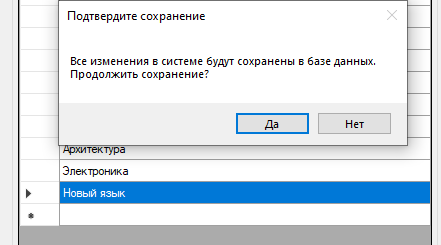 Подтвердите сохранение
Все изменения в системе будут сохранены в базе данных.
Продолжить сохранение?
Да
Нет
Архитектура
Электроника
Новый язык